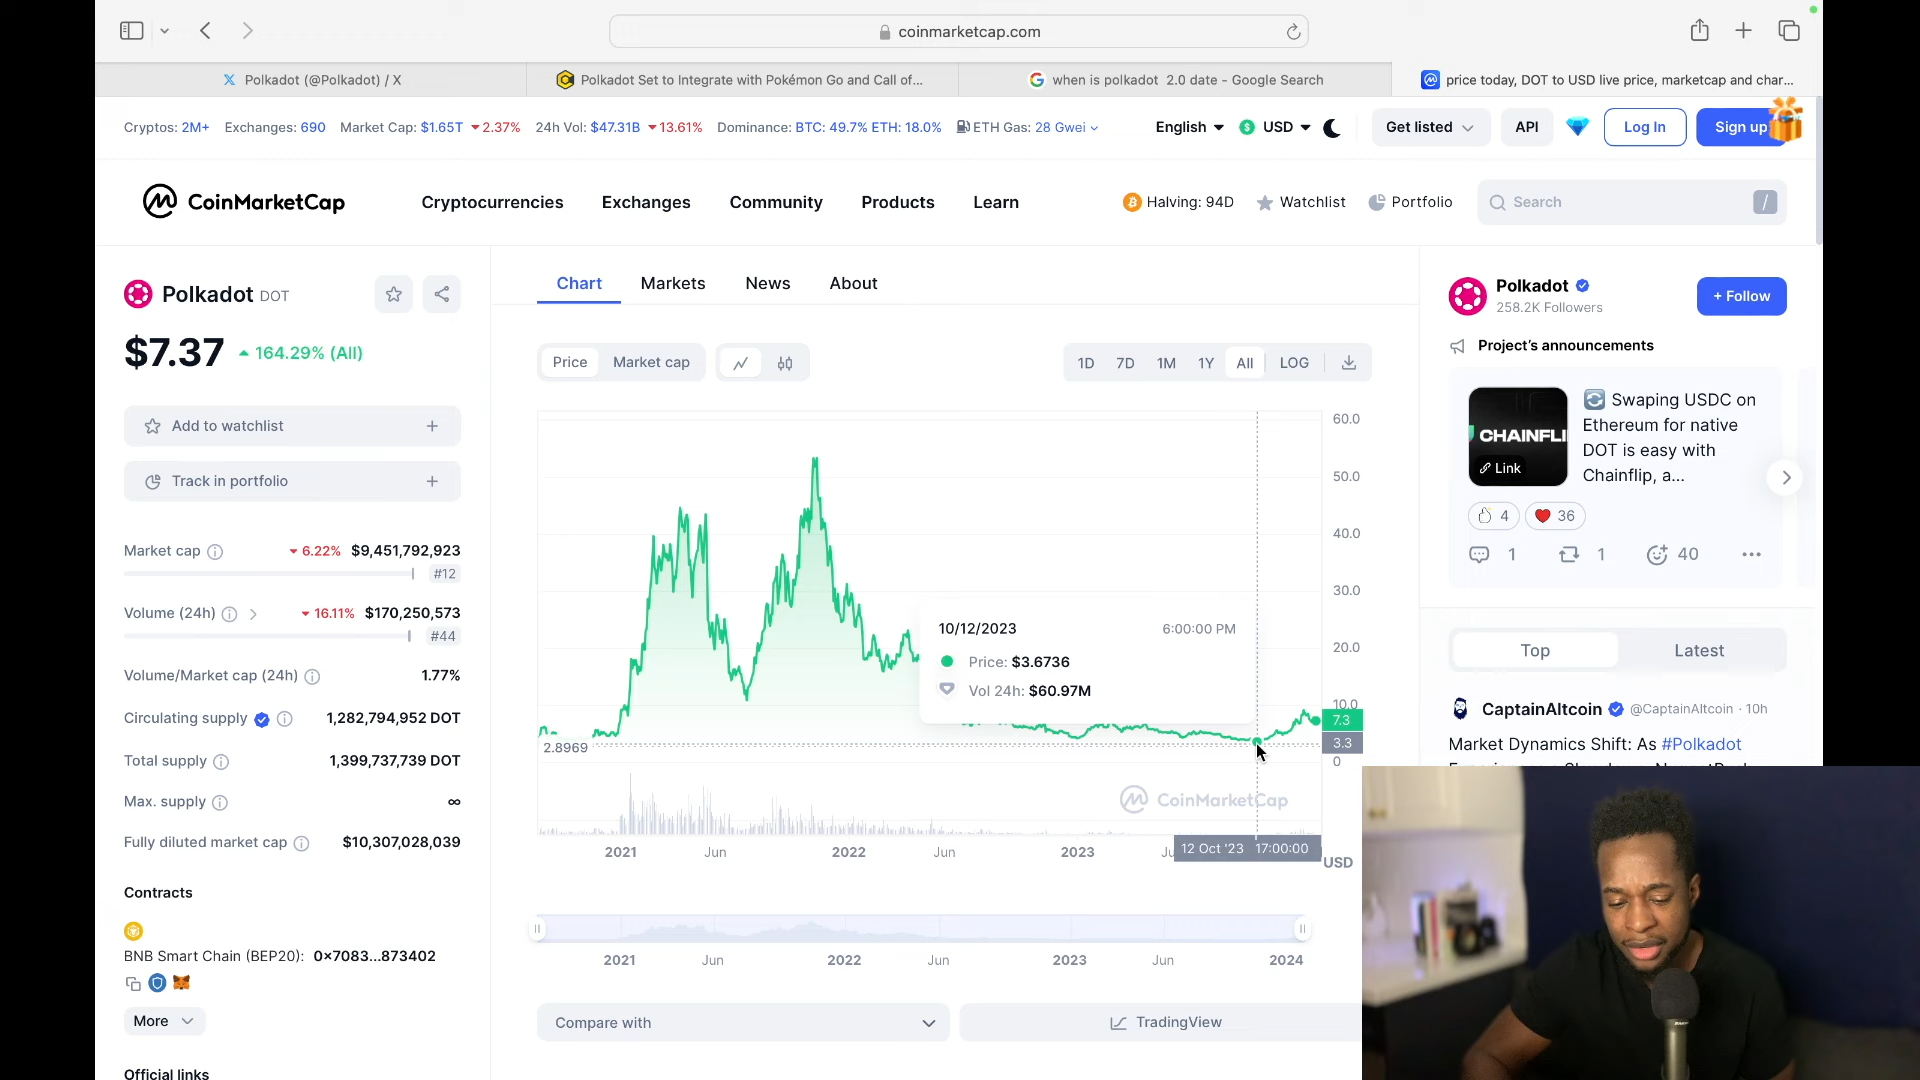 coinmarketcap.com
Polkadot (@Polkadot) / X
Polkadot Set to Integrate with Pokémon Go and Call of...
when is polkadot 2.0 date - Google Search
price today, DOT to USD live price, marketcap and char...
Cryptos: 2M+ Exchanges: 690 Market Cap: $1.65T 2.37% 24h Vol: $47.31B 13.61% Dominance: BTC: 49.7% ETH: 18.0% ETH Gas: 28 Gwei
English USD Get listed API Log In Sign up
CoinMarketCap
Cryptocurrencies Exchanges Community Products Learn
Halving: 94D Watchlist Portfolio Search /
Polkadot DOT
$7.37 164.29% (All)
Add to watchlist +
Track in portfolio +
Market cap 6.22% $9,451,792,923
#12
Volume (24h) 16.11% $170,250,573
#44
Volume/Market cap (24h) 1.77%
Circulating supply 1,282,794,952 DOT
Total supply 1,399,737,739 DOT
Max. supply ∞
Fully diluted market cap $10,307,028,039
Contracts
BNB Smart Chain (BEP20): 0x7083...873402
More
Official links
Chart Markets News About
Price Market cap
1D 7D 1M 1Y All LOG
60.0
50.0
40.0
30.0
20.0
10.0
7.3
3.3
0
2.8969
10/12/2023 6:00:00 PM
Price: $3.6736
Vol 24h: $60.97M
CoinMarketCap
2021 Jun 2022 Jun 2023
12 Oct '23 17:00:00
USD
2021 Jun 2022 Jun 2023 Jun 2024
Compare with
TradingView
Polkadot
258.2K Followers
+ Follow
Project's announcements
CHAINFLI
Link
Swaping USDC on
Ethereum for native
DOT is easy with
Chainflip, a...
4 36
1 1 40
Top Latest
CaptainAltcoin @CaptainAltcoin · 10h
Market Dynamics Shift: As #Polkadot